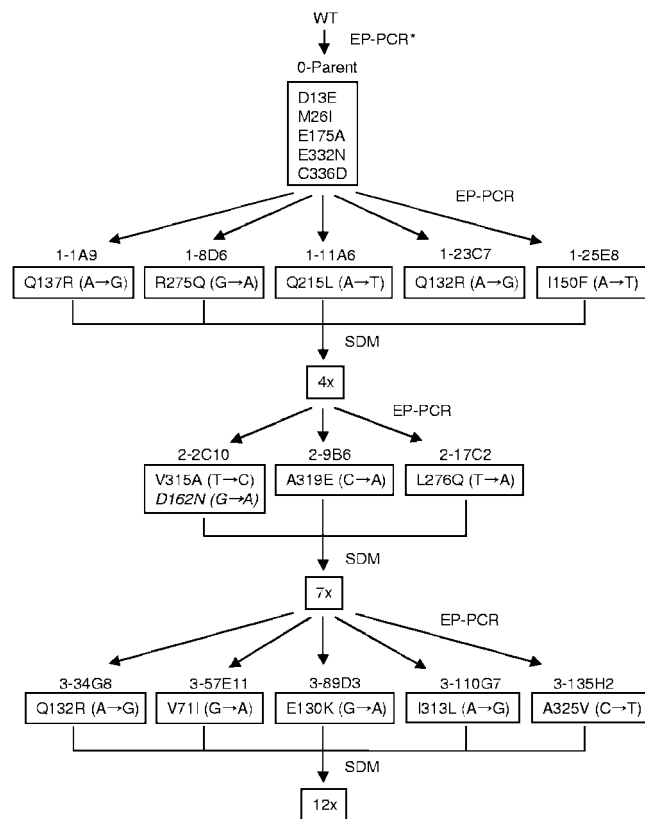 WT
EP-PCR*
0-Parent
D13E
M26I
E175A
E332N
C336D
EP-PCR
1-1A9 1-8D6 1-11A6 1-23C7 1-25E8
Q137R (A→G) R275Q (G→A) Q215L (A→T) Q132R (A→G) I150F (A→T)
SDM
4x
EP-PCR
2-2C10 2-9B6 2-17C2
V315A (T→C) A319E (C→A) L276Q (T→A)
D162N (G→A)
SDM
7x
EP-PCR
3-34G8 3-57E11 3-89D3 3-110G7 3-135H2
Q132R (A→G) V71I (G→A) E130K (G→A) I313L (A→G) A325V (C→T)
SDM
12x